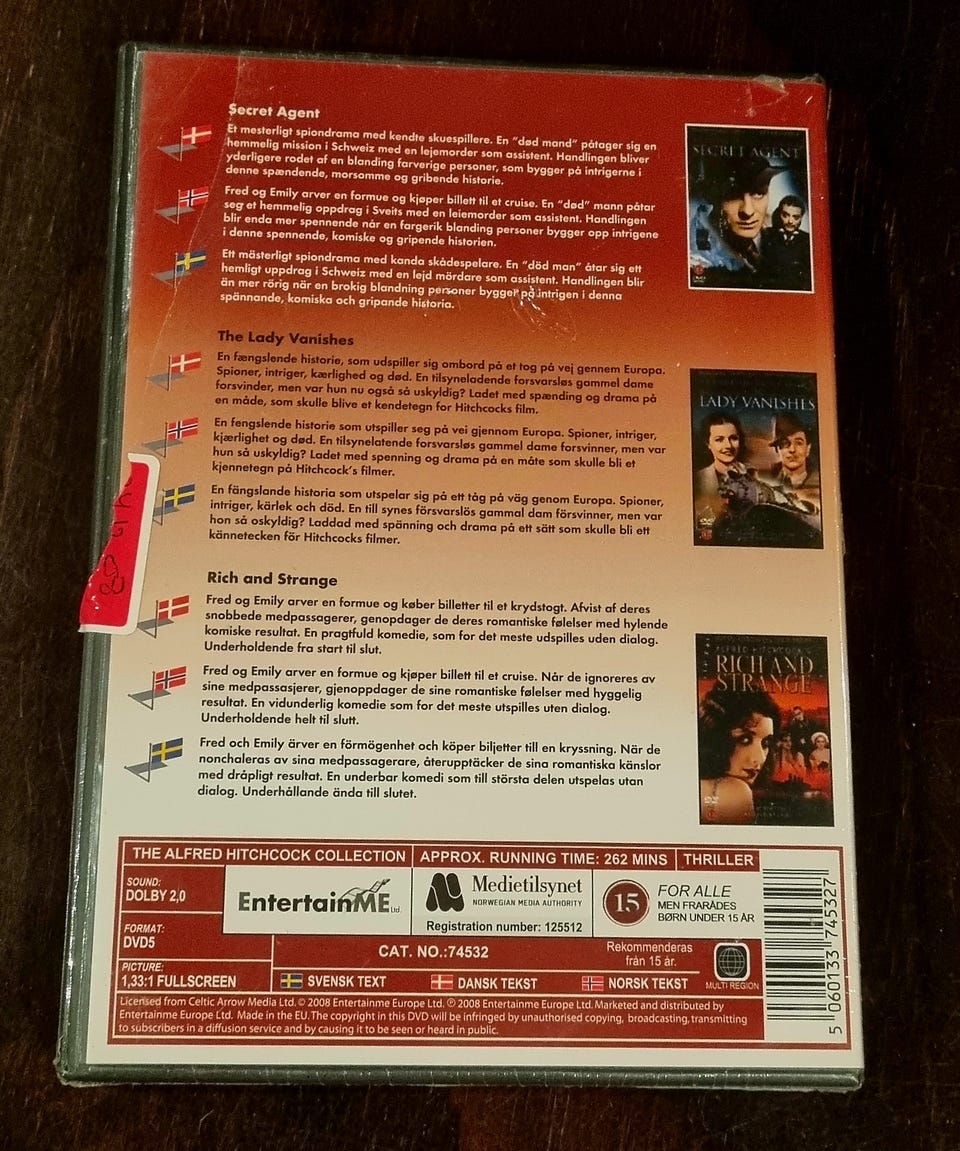 Secret Agent
Et mesterligt spiondrama med kendte skuespillere. En "død mand" påtager sig en
hemmelig mission i Schweiz med en lejemorder som assistent. Handlingen bliver
yderligere rodet af en blanding farverige personer, som bygger på intrigerne i
denne spændende, morsomme og gribende historie.
Fred og Emily arver en formue og kjøper billett til et cruise. En "død" mann påtar
seg et hemmelig oppdrag i Sveits med en leiemorder som assistent. Handlingen
blir enda mer spennende når en fargerik blanding personer bygger opp intrigene
i denne spennende, komiske og gripende historien.
Ett mästerlig spiondrama med kanda skådespelare. En "död man" åtar sig ett
hemligt uppdrag i Schweiz med en lejd mördare som assistent. Handlingen blir
än mer rörig när en brokig blandning personer bygger på intrigen i denna
spännande, komiska och gripande historia.
SECRET AGENT
The Lady Vanishes
En fængslende historie, som udspiller sig ombord på et tog på vej gennem Europa.
Spioner, intriger, kærlighed og død. En tilsyneladende forsvarsløs gammel dame
forsvinder, men var hun nu også så uskyldig? Ladet med spænding og drama på
en måde, som skulle blive et kendetegn for Hitchcocks film.
En fengslende historie som utspiller seg på vei gjennom Europa. Spioner, intriger,
kjærlighet og død. En tilsynelatende forsvarsløs gammel dame forsvinner, men var
hun så uskyldig? Ladet med spenning og drama på en måte som skulle bli et
kjennetegn på Hitchcock's filmer.
En fängslande historia som utspelar sig på ett tåg på väg genom Europa. Spioner,
intriger, kärlek och död. En till synes försvarslös gammal dam försvinner, men var
hon så oskyldig? Laddad med spänning och drama på ett sätt som skulle bli ett
kännetecken för Hitchcocks filmer.
LADY VANISHES
Rich and Strange
Fred og Emily arver en formue og køber billetter til et krydstogt. Afvist af deres
snobbede medpassagerer, genopdager de deres romantiske følelser med hylende
komiske resultat. En pragtfuld komedie, som for det meste udspilles uden dialog.
Underholdende fra start til slut.
Fred og Emily arver en formue og kjøper billett til et cruise. Når de ignoreres av
sine medpassasjerer, gjenoppdager de sine romantiske følelser med hyggelig
resultat. En vidunderlig komedie som for det meste utspilles uten dialog.
Underholdende helt til slutt.
Fred och Emily ärver en förmögenhet och köper biljetter till en kryssning. När de
nonchaleras av sina medpassagerare, återupptäcker de sina romantiska känslor
med dråpligt resultat. En underbar komedi som till största delen utspelas utan
dialog. Underhållande ända till slutet.
ALFRED HITCHCOCK'S
RICH AND
STRANGE
THE ALFRED HITCHCOCK COLLECTION
APPROX. RUNNING TIME: 262 MINS
THRILLER
SOUND:
DOLBY 2,0
EntertainME Ltd.
Medietilsynet
NORWEGIAN MEDIA AUTHORITY
Registration number: 125512
15
FOR ALLE
MEN FRARÅDES
BØRN UNDER 15 ÅR
FORMAT:
DVD5
CAT. NO.:74532
Rekommenderas
från 15 år.
PICTURE:
1,33:1 FULLSCREEN
SVENSK TEXT
DANSK TEKST
NORSK TEKST
MULTI REGION
Licensed from Celtic Arrow Media Ltd. © 2008 Entertainme Europe Ltd. ℗ 2008 Entertainme Europe Ltd. Marketed and distributed by
Entertainme Europe Ltd. Made in the EU. The copyright in this DVD will be infringed by unauthorised copying, broadcasting, transmitting
to subscribers in a diffusion service and by causing it to be seen or heard in public.
5 060133 745327